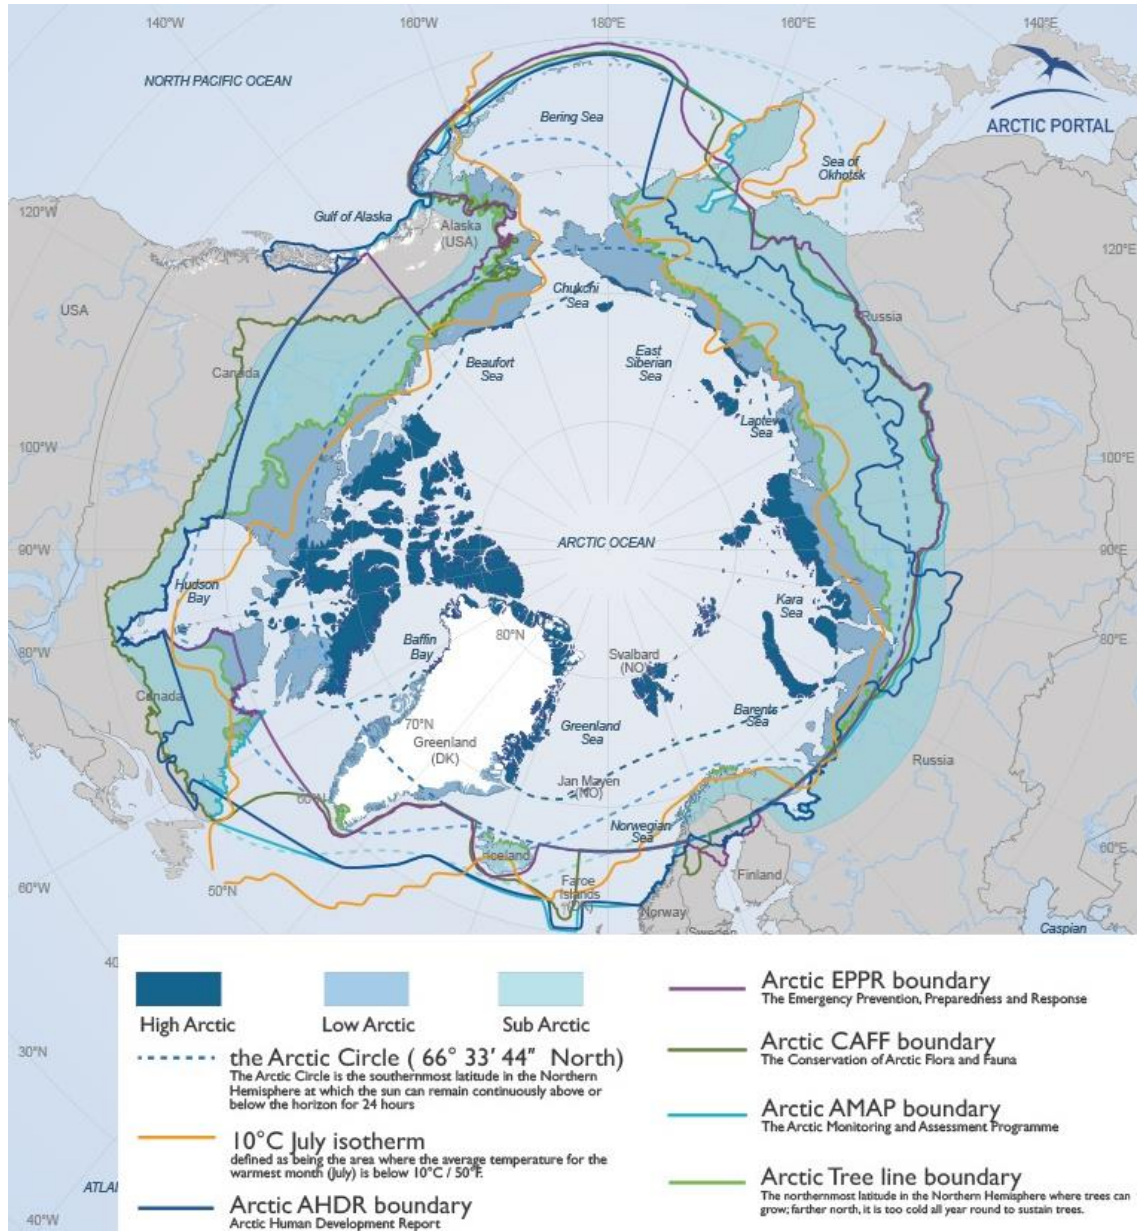 140°W
160°W
180°E
160°E
140°E
NORTH PACIFIC OCEAN
Bering Sea
ARCTIC PORTAL
Sea of
Okhotsk
120°W
Gulf of Alaska
Alaska
(USA)
120°E
USA
Chukchi
Sea
Russia
Canada
Beaufort
Sea
East
Siberian
Sea
Laptev
Sea
100°W
100°E
90°W
ARCTIC OCEAN
90°E
Hudson
Bay
Kara
Sea
80°W
80°N
80°E
Baffin
Bay
Svalbard
(NO)
Canada
70°N
Greenland
(DK)
Greenland
Sea
Barents
Sea
Russia
Jan Mayen
(NO)
60°N
Norwegian
Sea
Iceland
60°E
60°W
50°N
Faroe
Islands
(DK)
Finland
Norway
Sweden
Caspian
40
30°N
ATLA
40°W
High Arctic
Low Arctic
Sub Arctic
the Arctic Circle ( 66° 33′ 44″ North)
The Arctic Circle is the southernmost latitude in the Northern
Hemisphere at which the sun can remain continuously above or
below the horizon for 24 hours
10°C July isotherm
defined as being the area where the average temperature for the
warmest month (July) is below 10°C / 50°F.
Arctic AHDR boundary
Arctic Human Development Report
Arctic EPPR boundary
The Emergency Prevention, Preparedness and Response
Arctic CAFF boundary
The Conservation of Arctic Flora and Fauna
Arctic AMAP boundary
The Arctic Monitoring and Assessment Programme
Arctic Tree line boundary
The northernmost latitude in the Northern Hemisphere where trees can
grow; farther north, it is too cold all year round to sustain trees.